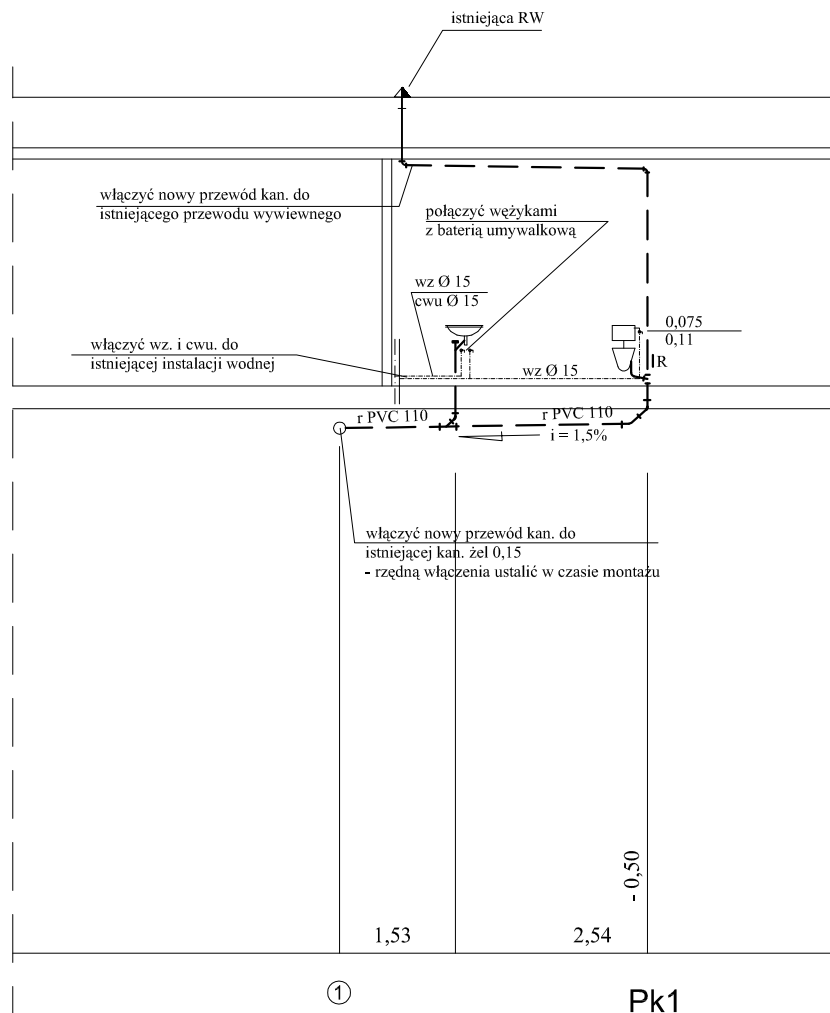 istniejąca RW
włączyć nowy przewód kan. do
istniejącego przewodu wywiewnego
połączyć wężykami
z baterią umywalkową
wz Ø 15
cwu Ø 15
0,075
0,11
włączyć wz. i cwu. do
istniejącej instalacji wodnej
wz Ø 15
R
r PVC 110
r PVC 110
i = 1,5%
włączyć nowy przewód kan. do
istniejącej kan. żel 0,15
- rzędną włączenia ustalić w czasie montażu
- 0,50
1,53
2,54
1
Pk1